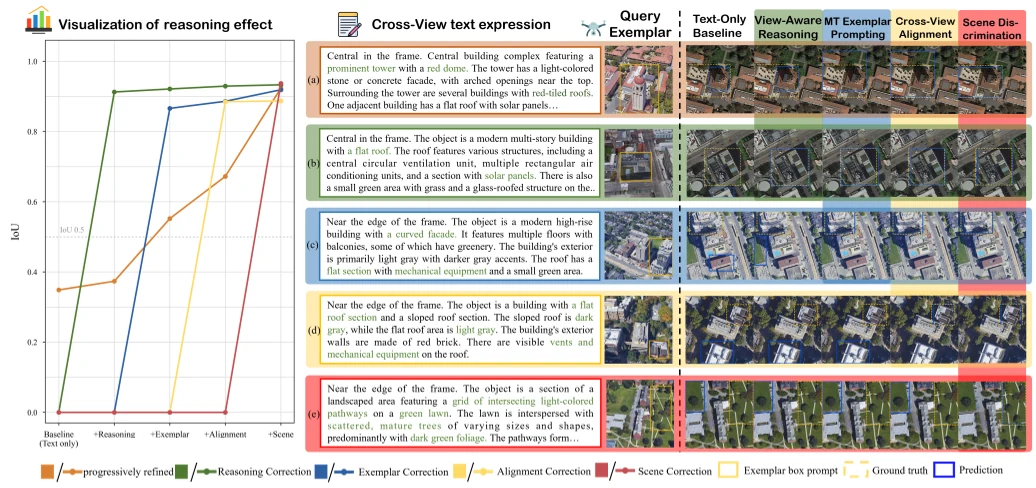 Visualization of reasoning effect
Cross-View text expression
Query
Exemplar
Text-Only
Baseline
View-Aware
Reasoning
MT Exemplar
Prompting
Cross-View
Alignment
Scene Dis-
crimination
1.0
0.8
0.6
0.4
0.2
0.0
IoU
IoU 0.5
Baseline
(Text only)
+Reasoning
+Exemplar
+Alignment
+Scene
(a)
Central in the frame. Central building complex featuring a
prominent tower with a red dome. The tower has a light-colored
stone or concrete facade, with arched openings near the top.
Surrounding the tower are several buildings with red-tiled roofs.
One adjacent building has a flat roof with solar panels…
(b)
Central in the frame. The object is a modern multi-story building
with a flat roof. The roof features various structures, including a
central circular ventilation unit, multiple rectangular air
conditioning units, and a section with solar panels. There is also
a small green area with grass and a glass-roofed structure on the..
(c)
Near the edge of the frame. The object is a modern high-rise
building with a curved facade. It features multiple floors with
balconies, some of which have greenery. The building's exterior
is primarily light gray with darker gray accents. The roof has a
flat section with mechanical equipment and a small green area.
(d)
Near the edge of the frame. The object is a building with a flat
roof section and a sloped roof section. The sloped roof is dark
gray, while the flat roof area is light gray. The building's exterior
walls are made of red brick. There are visible vents and
mechanical equipment on the roof.
(e)
Near the edge of the frame. The object is a section of a
landscaped area featuring a grid of intersecting light-colored
pathways on a green lawn. The lawn is interspersed with
scattered, mature trees of varying sizes and shapes,
predominantly with dark green foliage. The pathways form…
progressively refined
Reasoning Correction
Exemplar Correction
Alignment Correction
Scene Correction
Exemplar box prompt
Ground truth
Prediction